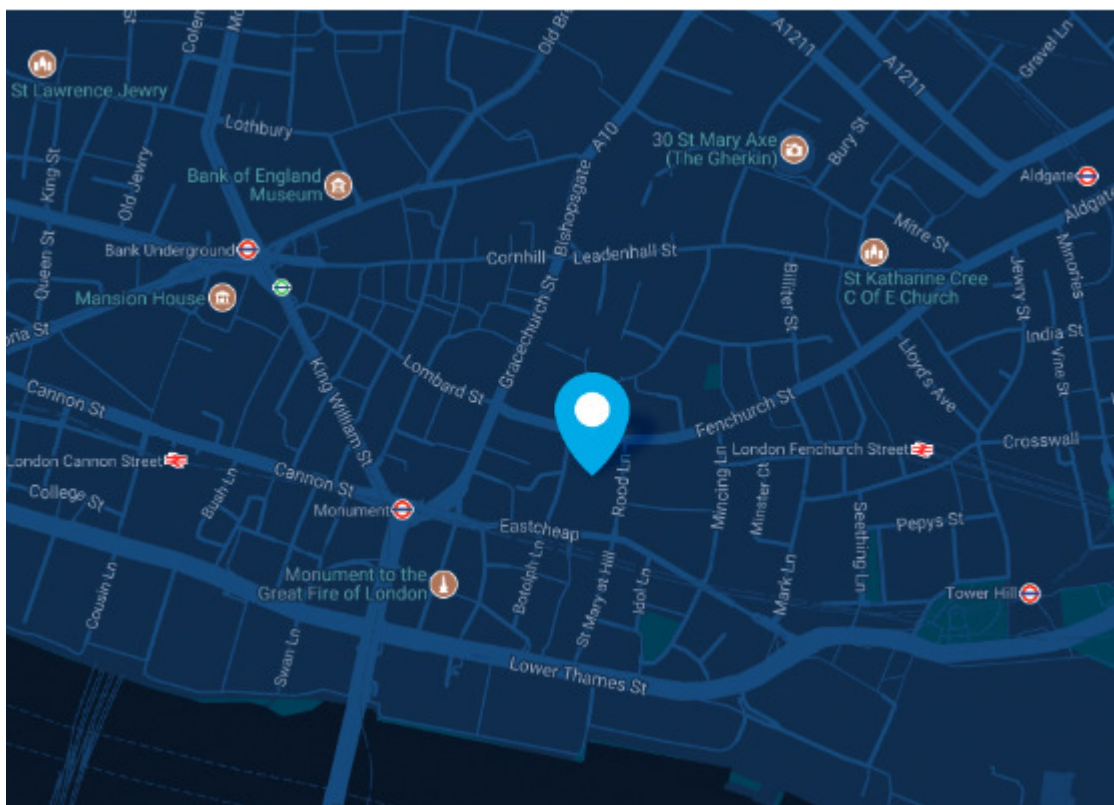 Colem
Mo
Old Br
A1211
A1211
Gravel Ln
St Lawrence Jewry
Lothbury
A10
30 St Mary Axe
(The Gherkin)
Bury St
King St
Old Jewry
Bank of England
Museum
Bishopsgate
Aldgate
Aldgate
Mitre St
Bank Underground
Cornhill
Leadenhall St
Queen St
Mansion House
Billiter St
St Katharine Cree
C Of E Church
Minories
Jewry St
oria St
Gracechurch St
India St
King William St
Lombard St
Lloyd's Ave
Vine St
Cannon St
Fenchurch St
London Cannon Street
Cannon St
London Fenchurch Street
Crosswall
College St
Bush Ln
Monument
Rood Ln
Mincing Ln
Minster Ct
Eastcheap
Seething Ln
Pepys St
Monument to the
Great Fire of London
Cousin Ln
Botolph Ln
St Mary at Hill
Idol Ln
Mark Ln
Tower Hill
Swan Ln
Lower Thames St